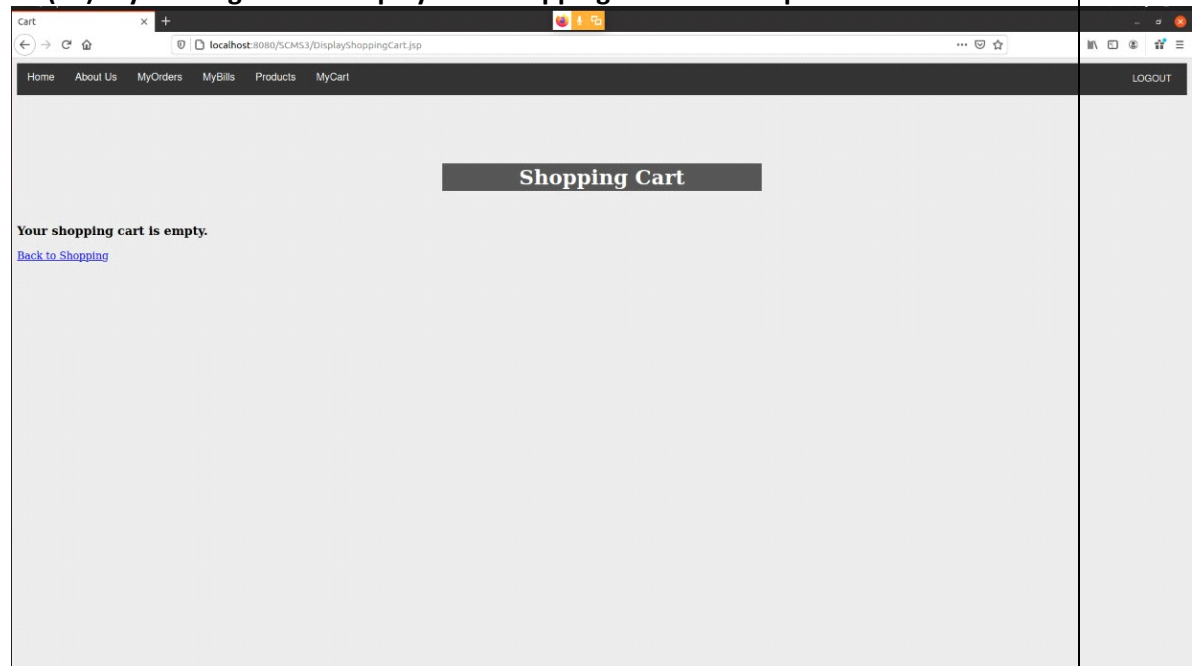 Cart
localhost:8080/SCMS3/DisplayShoppingCart.jsp
Home About Us MyOrders MyBills Products MyCart LOGOUT
Shopping Cart
Your shopping cart is empty.
Back to Shopping